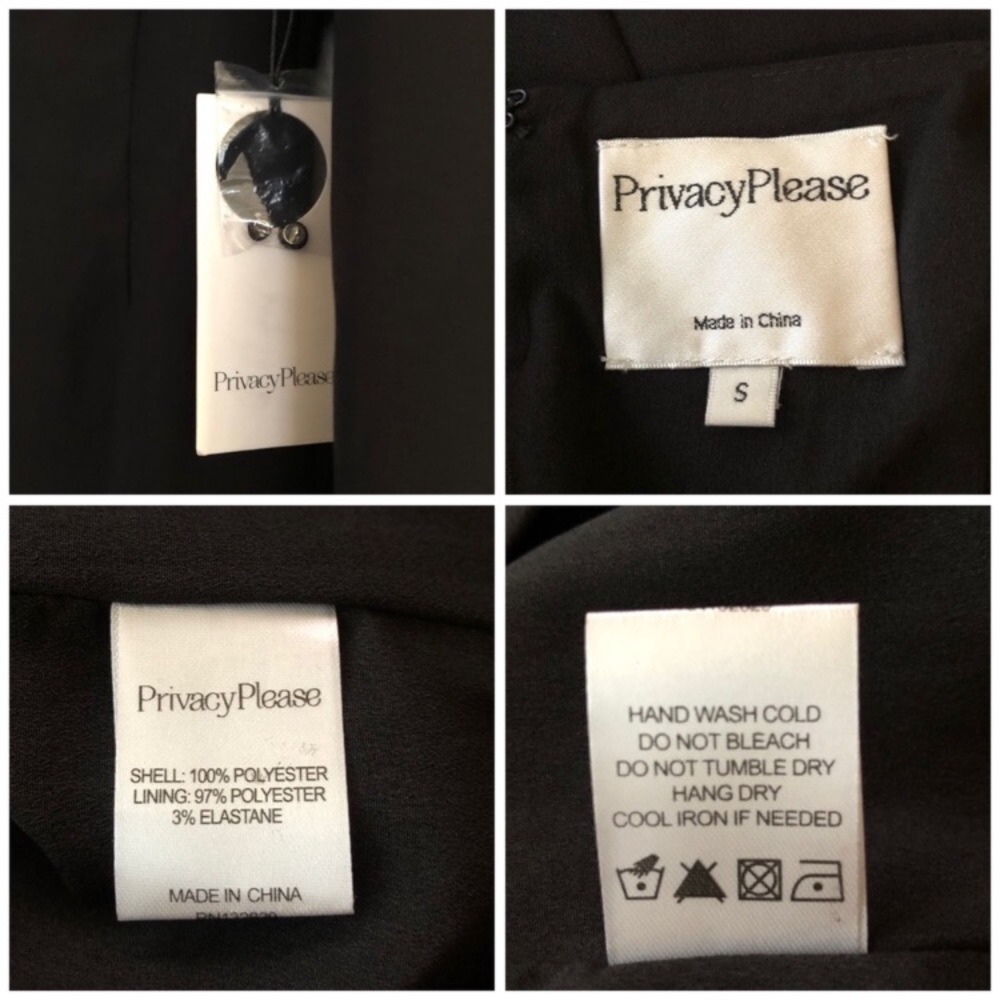 PrivacyPlease
PrivacyPlease
Made in China
S
PrivacyPlease
SHELL: 100% POLYESTER
LINING: 97% POLYESTER
3% ELASTANE
MADE IN CHINA
HAND WASH COLD
DO NOT BLEACH
DO NOT TUMBLE DRY
HANG DRY
COOL IRON IF NEEDED